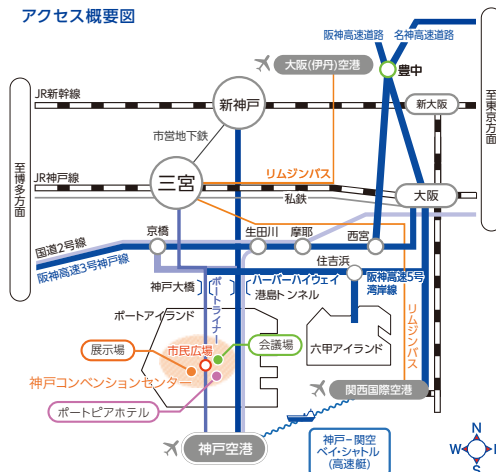 アクセス概要図
阪神高速道路
名神高速道路
大阪(伊丹)空港
豊中
JR新幹線
新神戸
新大阪
至東京方面
至博多方面
市営地下鉄
三宮
リムジンバス
JR神戸線
私鉄
大阪
京橋
生田川
摩耶
西宮
国道2号線
阪神高速3号神戸線
住吉浜
神戸大橋
ポートライナー
ハーバーハイウェイ
港島トンネル
阪神高速5号
湾岸線
リムジンバス
ポートアイランド
六甲アイランド
展示場
市民広場
会議場
神戸コンベンションセンター
ポートピアホテル
関西国際空港
神戸空港
神戸－関空
ベイ・シャトル
(高速艇)
N
W
E
S